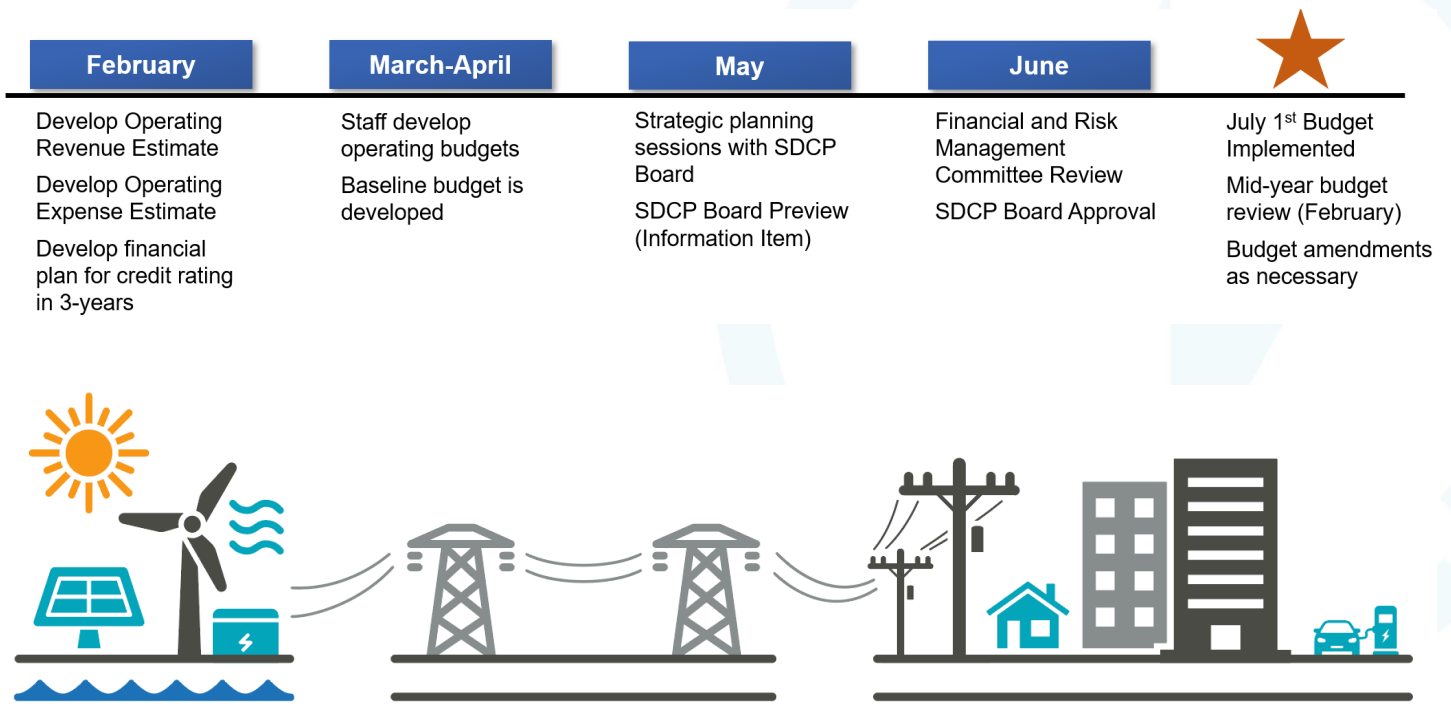 February
Develop Operating
Revenue Estimate
Develop Operating
Expense Estimate
Develop financial
plan for credit rating
in 3-years
March-April
Staff develop
operating budgets
Baseline budget is
developed
May
Strategic planning
sessions with SDCP
Board
SDCP Board Preview
(Information Item)
June
Financial and Risk
Management
Committee Review
SDCP Board Approval
July 1st Budget
Implemented
Mid-year budget
review (February)
Budget amendments
as necessary